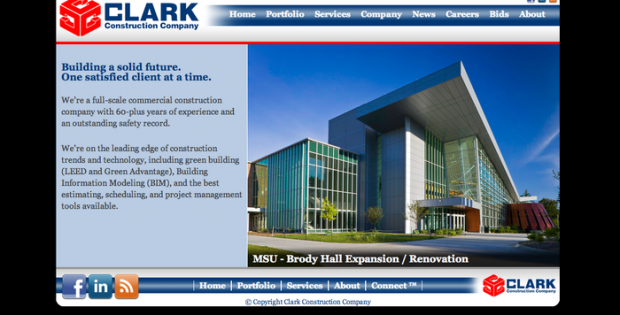 CLARK
Construction Company
Home Portfolio Services Company News Careers Bids About
Building a solid future.
One satisfied client at a time.
We're a full-scale commercial construction
company with 60-plus years of experience and
an outstanding safety record.
We're on the leading edge of construction
trends and technology, including green building
(LEED and Green Advantage), Building
Information Modeling (BIM), and the best
estimating, scheduling, and project management
tools available.
MSU - Brody Hall Expansion / Renovation
f in
| Home | Portfolio | Services | About | Connect ™ |
CLARK
Construction Company
© Copyright Clark Construction Company